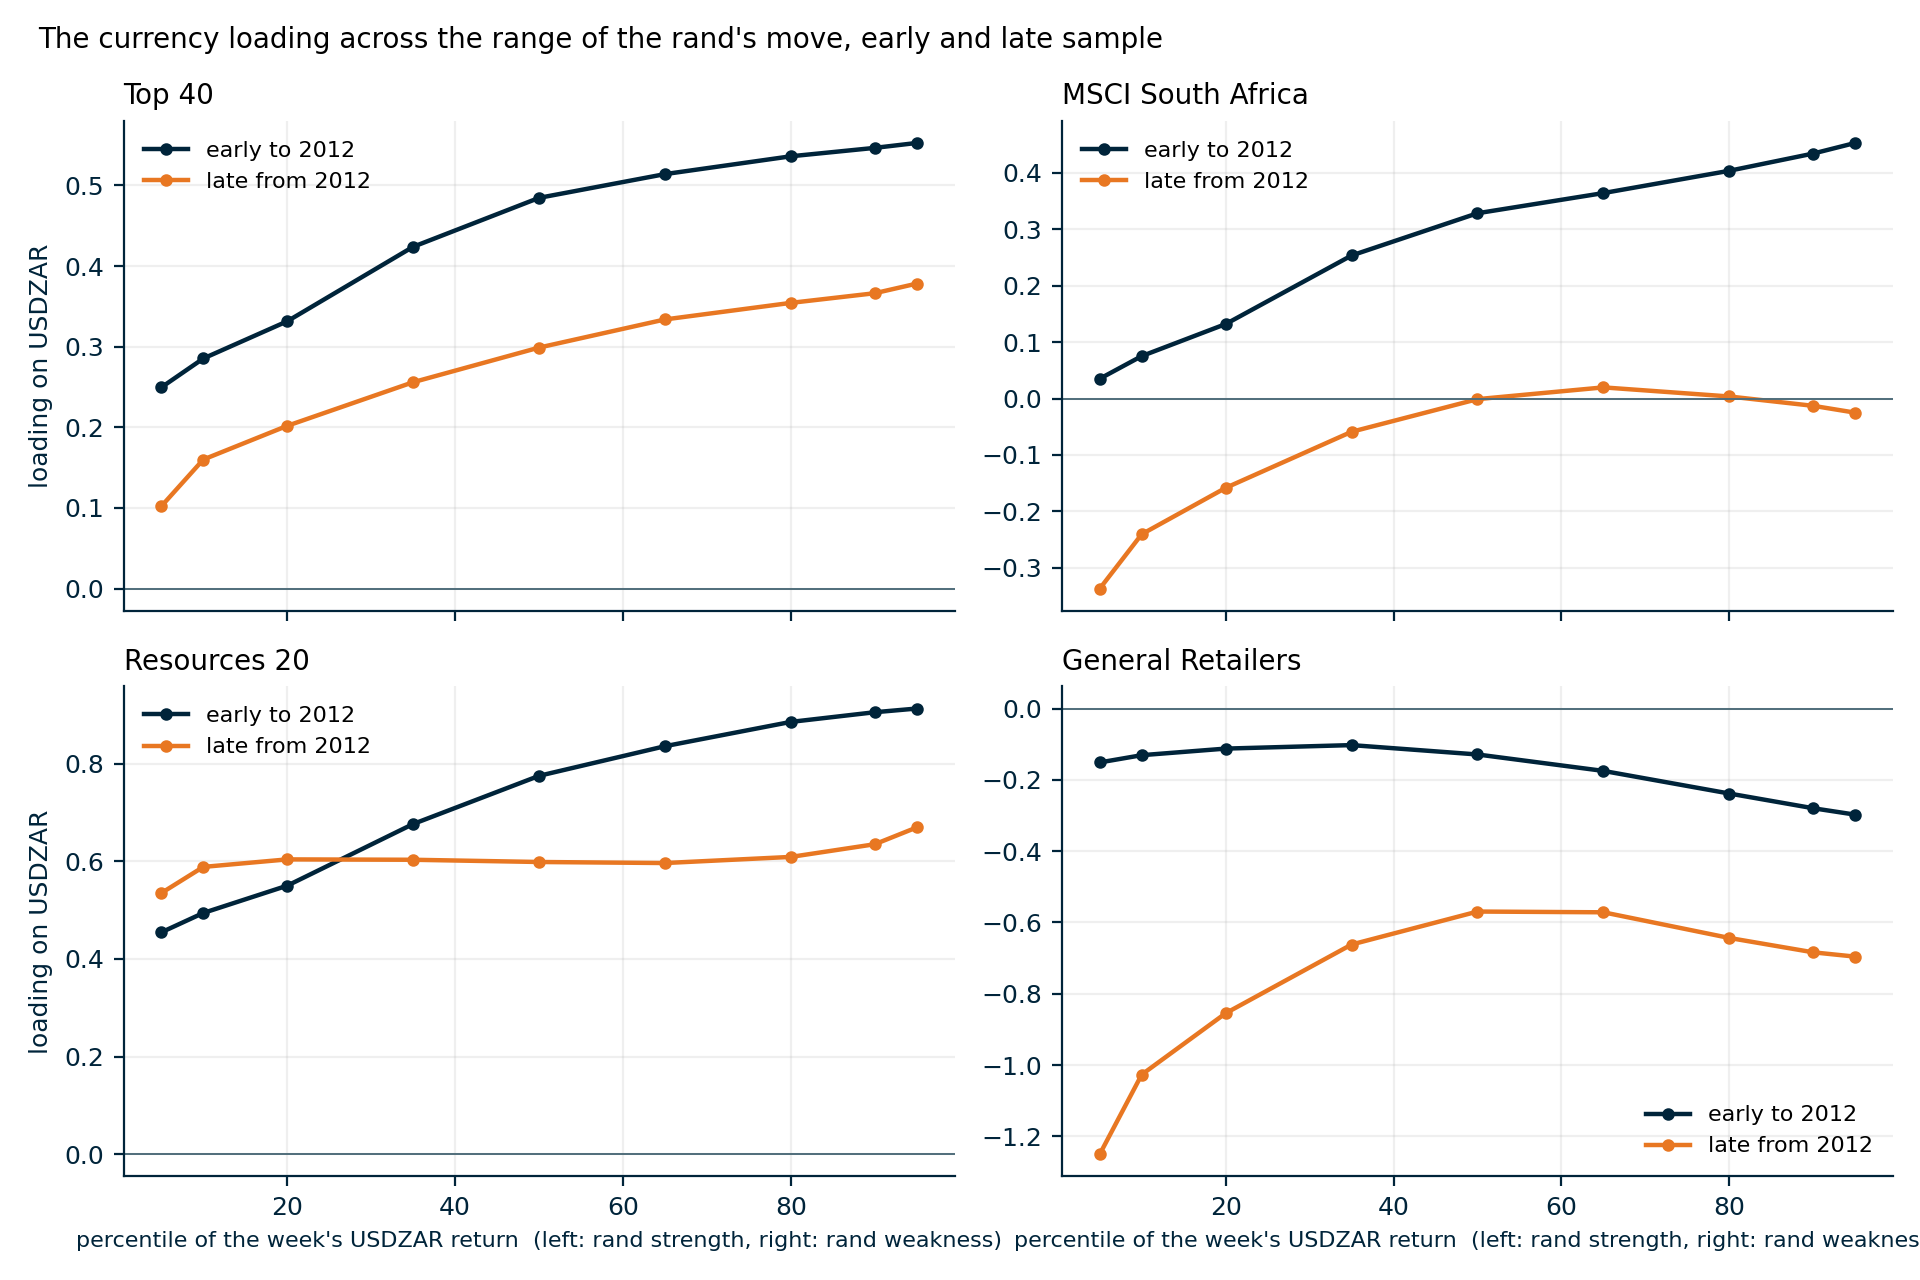 The currency loading across the range of the rand's move, early and late sample
Top 40
early to 2012
late from 2012
loading on USDZAR
0.5
0.4
0.3
0.2
0.1
0.0
MSCI South Africa
early to 2012
late from 2012
0.4
0.3
0.2
0.1
0.0
−0.1
−0.2
−0.3
Resources 20
early to 2012
late from 2012
loading on USDZAR
0.8
0.6
0.4
0.2
0.0
20 40 60 80
percentile of the week's USDZAR return (left: rand strength, right: rand weakness)
General Retailers
0.0
−0.2
−0.4
−0.6
−0.8
−1.0
−1.2
early to 2012
late from 2012
20 40 60 80
percentile of the week's USDZAR return (left: rand strength, right: rand weaknes